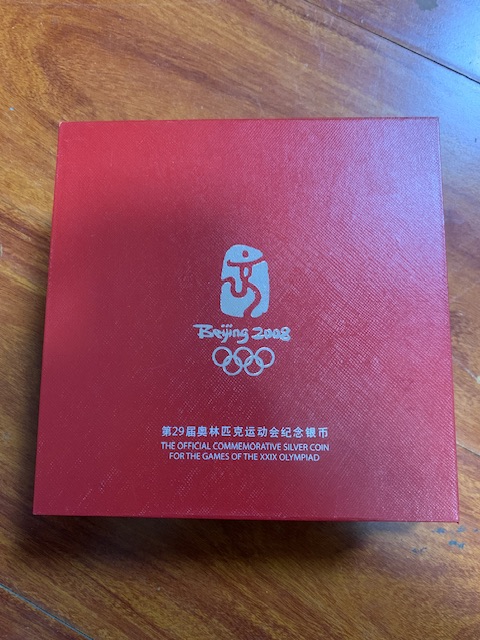 Beijing 2008
第29届奥林匹克运动会纪念银币
THE OFFICIAL COMMEMORATIVE SILVER COIN
FOR THE GAMES OF THE XXIX OLYMPIAD